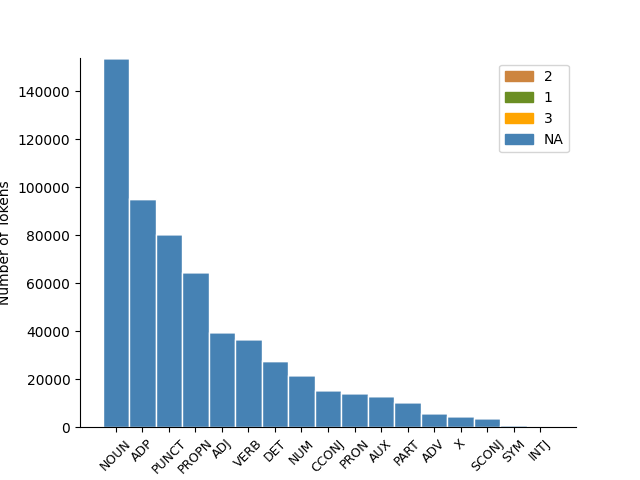 2
1
3
NA
140000
120000
100000
80000
60000
40000
20000
0
Number of Tokens
NOUN
ADP
PUNCT
PROPN
ADJ
VERB
DET
NUM
CCONJ
PRON
AUX
PART
ADV
X
SCONJ
SYM
INTJ